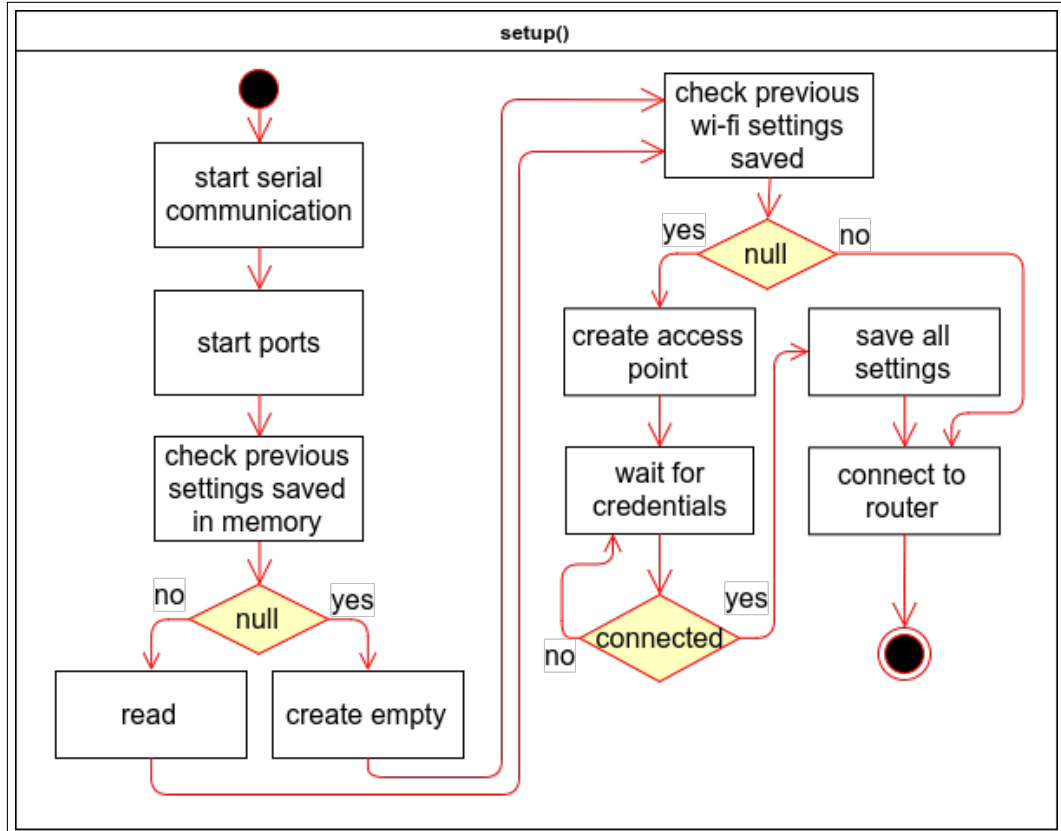 setup()
start serial
communication
start ports
check previous
settings saved
in memory
no
null
yes
read
create empty
check previous
wi-fi settings
saved
yes
null
no
create access
point
save all
settings
wait for
credentials
connect to
router
yes
connected
no